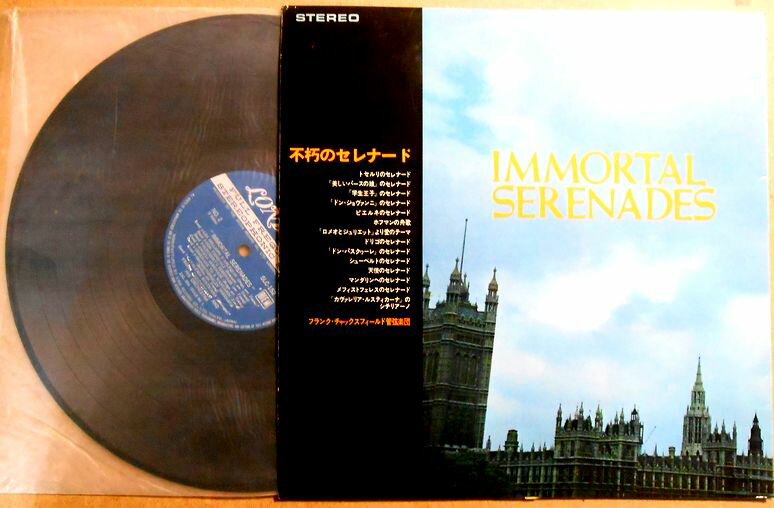 STEREO
不朽のセレナード
トセルリのセレナード
「美しいパースの娘」のセレナード
「学生王子」のセレナード
「ドン・ジョヴァンニ」のセレナード
ピエルネのセレナード
ホフマンの舟歌
「ロメオとジュリエット」より愛のテーマ
ドリゴのセレナード
「ドン・パスクァーレ」のセレナード
シューベルトのセレナード
天使のセレナード
マンダリンへのセレナード
メフィストフェレスのセレナード
「カヴァレリア・ルスティカーナ」の
シチリアーノ
フランク・チャックスフィールド管弦楽団
IMMORTAL
SERENADES
LON
IMMORTAL SERENADES